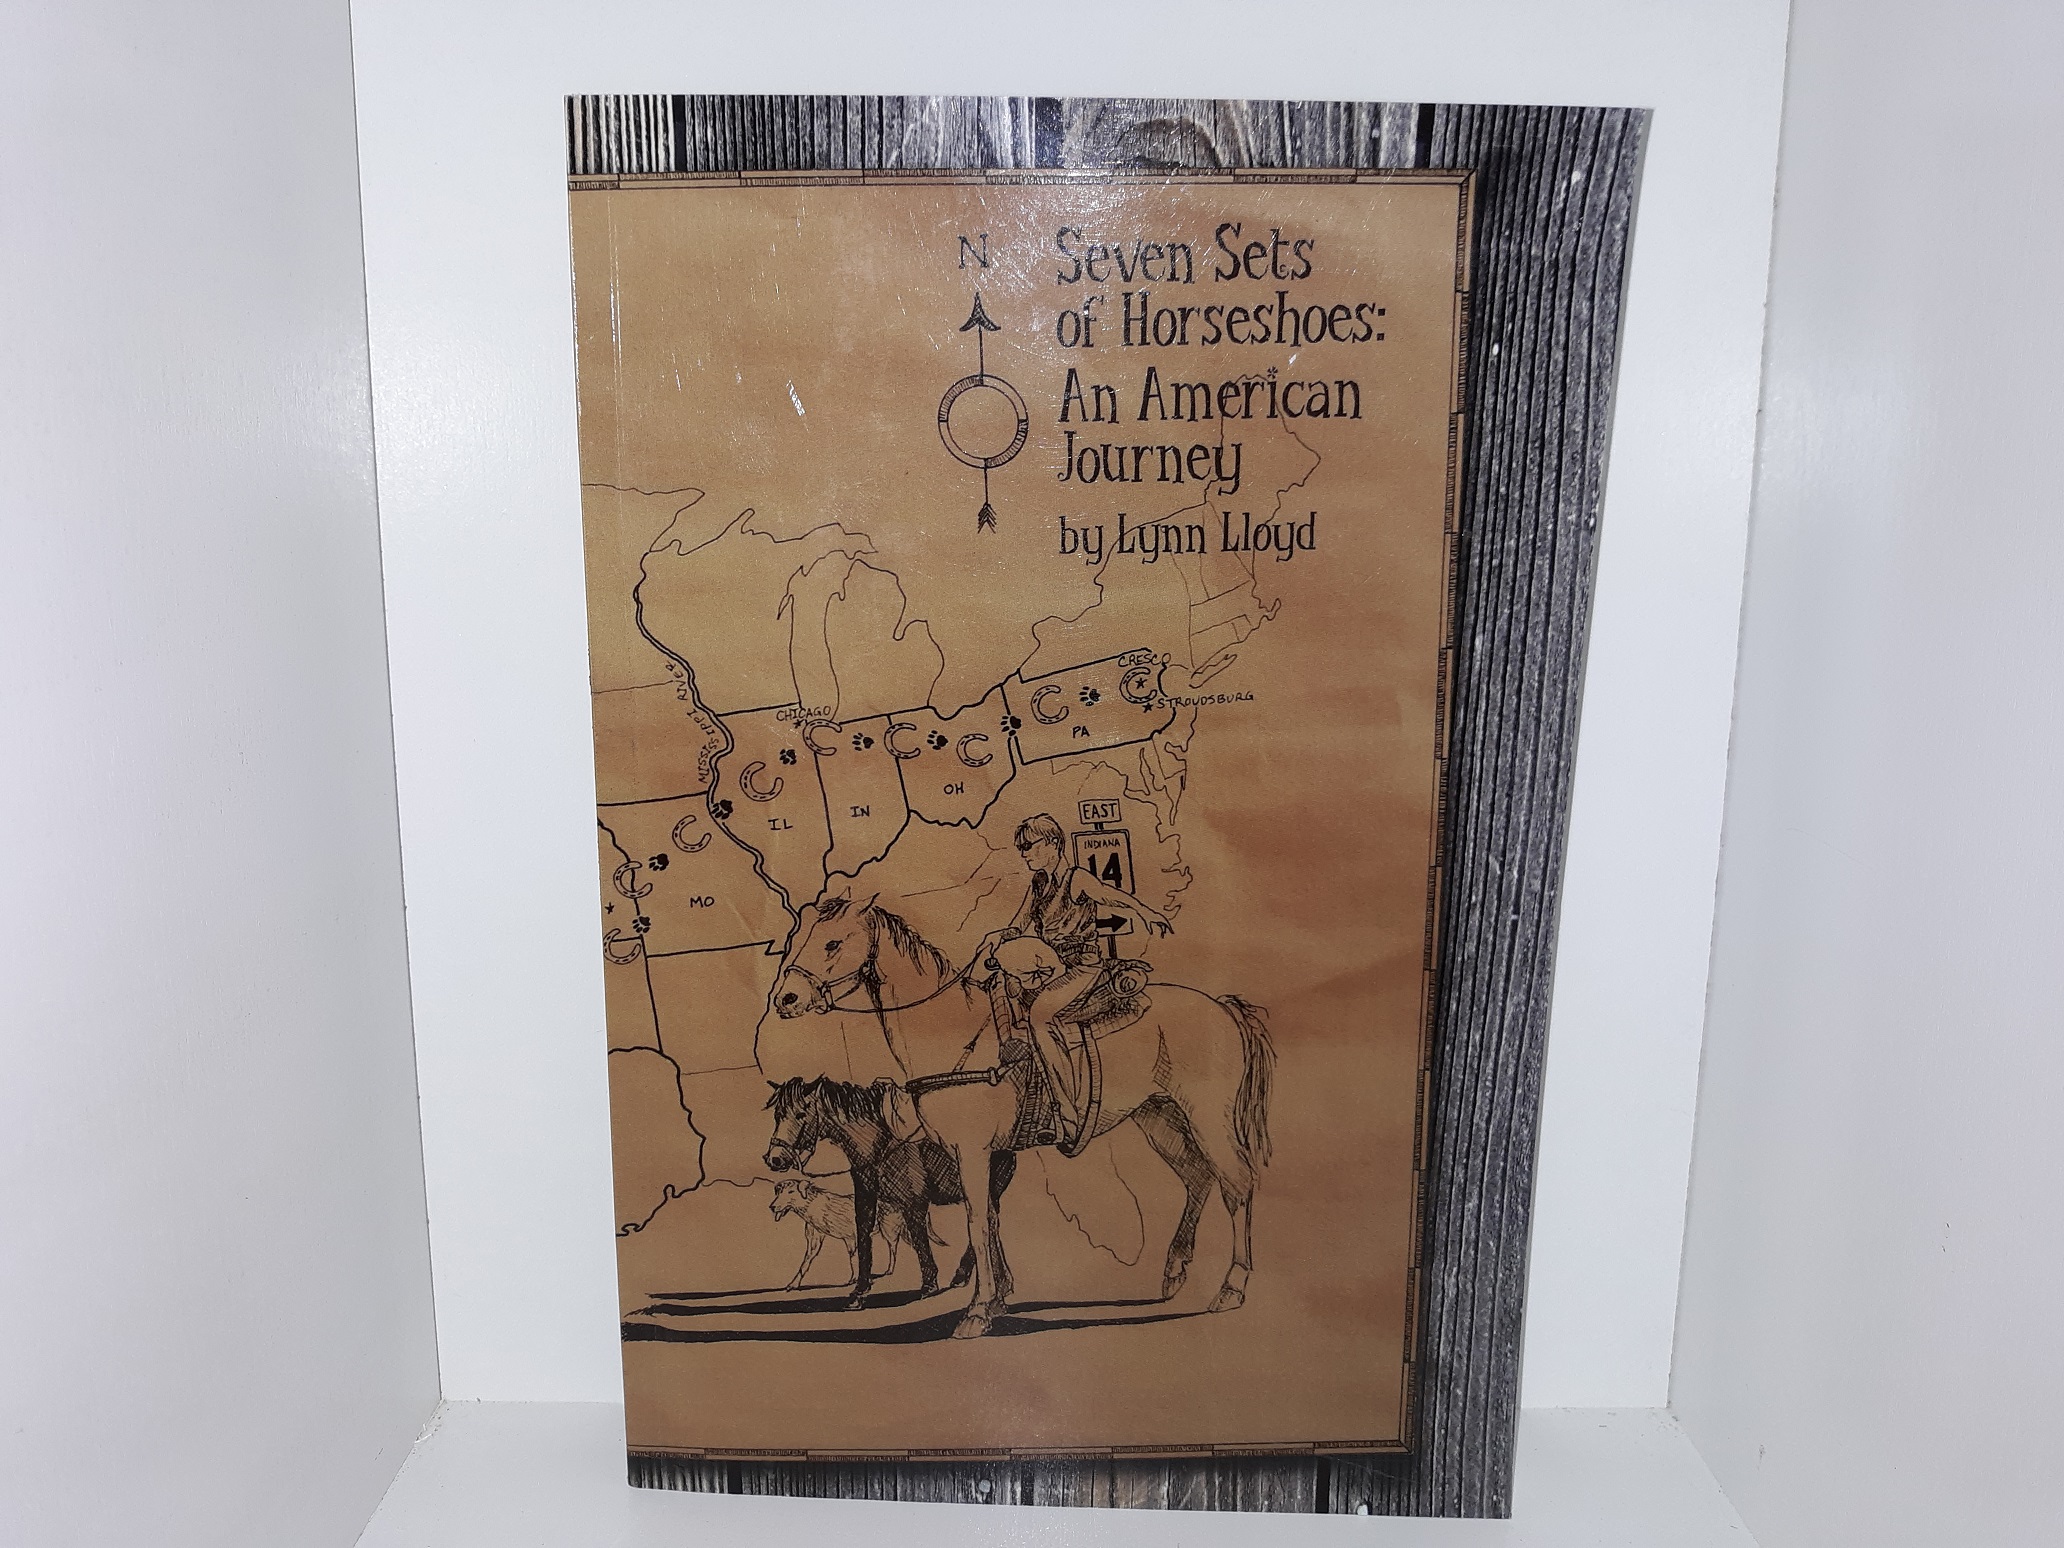 N
Seven Sets
of Horseshoes:
An American
Journey
by Lynn Lloyd
CRESCO
STROUDSBURG
PA
CHICAGO
MISSISSIPPI RIVER
OH
IN
IL
MO
EAST
INDIANA
14